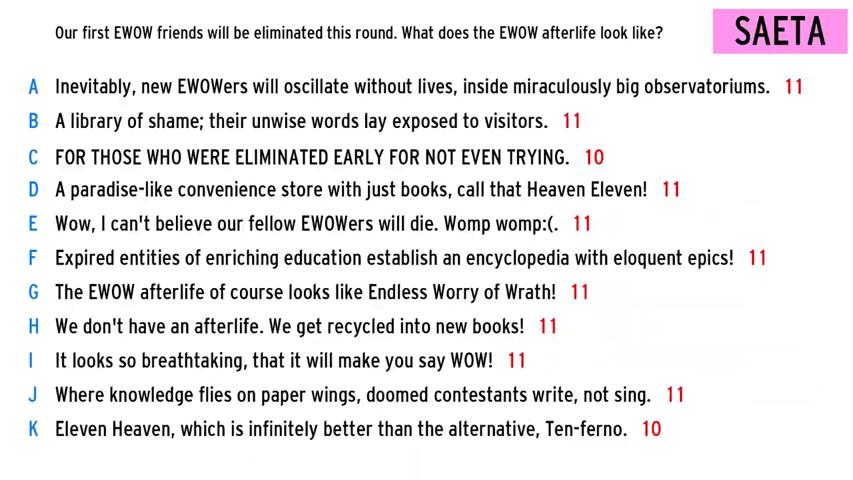 Our first EWOW friends will be eliminated this round. What does the EWOW afterlife look like?
SAETA
A Inevitably, new EWOWers will oscillate without lives, inside miraculously big observatoriums. 11
B A library of shame; their unwise words lay exposed to visitors. 11
C FOR THOSE WHO WERE ELIMINATED EARLY FOR NOT EVEN TRYING. 10
D A paradise-like convenience store with just books, call that Heaven Eleven! 11
E Wow, I can't believe our fellow EWOWers will die. Womp womp:(. 11
F Expired entities of enriching education establish an encyclopedia with eloquent epics! 11
G The EWOW afterlife of course looks like Endless Worry of Wrath! 11
H We don't have an afterlife. We get recycled into new books! 11
I It looks so breathtaking, that it will make you say WOW! 11
J Where knowledge flies on paper wings, doomed contestants write, not sing. 11
K Eleven Heaven, which is infinitely better than the alternative, Ten-ferno. 10